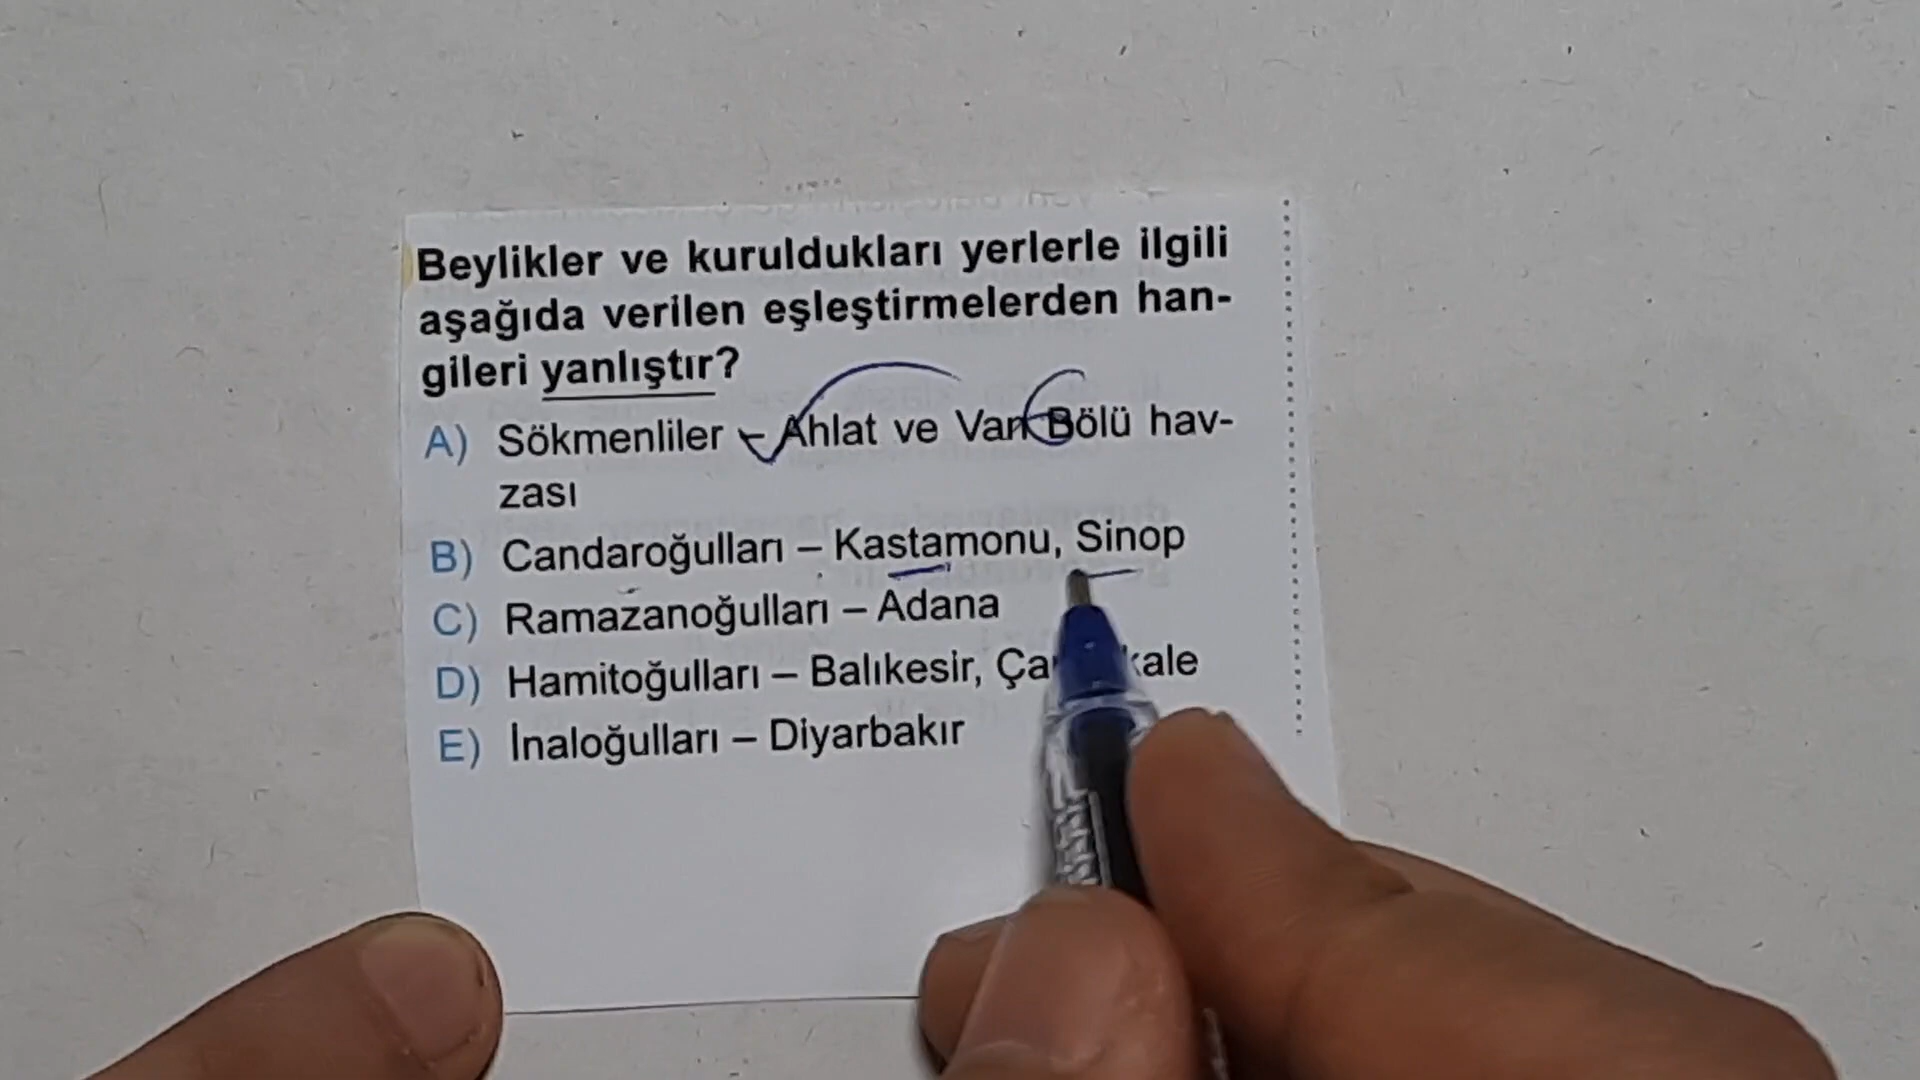 Beylikler ve kuruldukları yerlerle ilgili
aşağıda verilen eşleştirmelerden han-
gileri yanlıştır?
A) Sökmenliler – Ahlat ve Van Bölü hav-
zası
B) Candaroğulları – Kastamonu, Sinop
C) Ramazanoğulları – Adana
D) Hamitoğulları – Balıkesir,
E) İnaloğulları – Diyarbakır